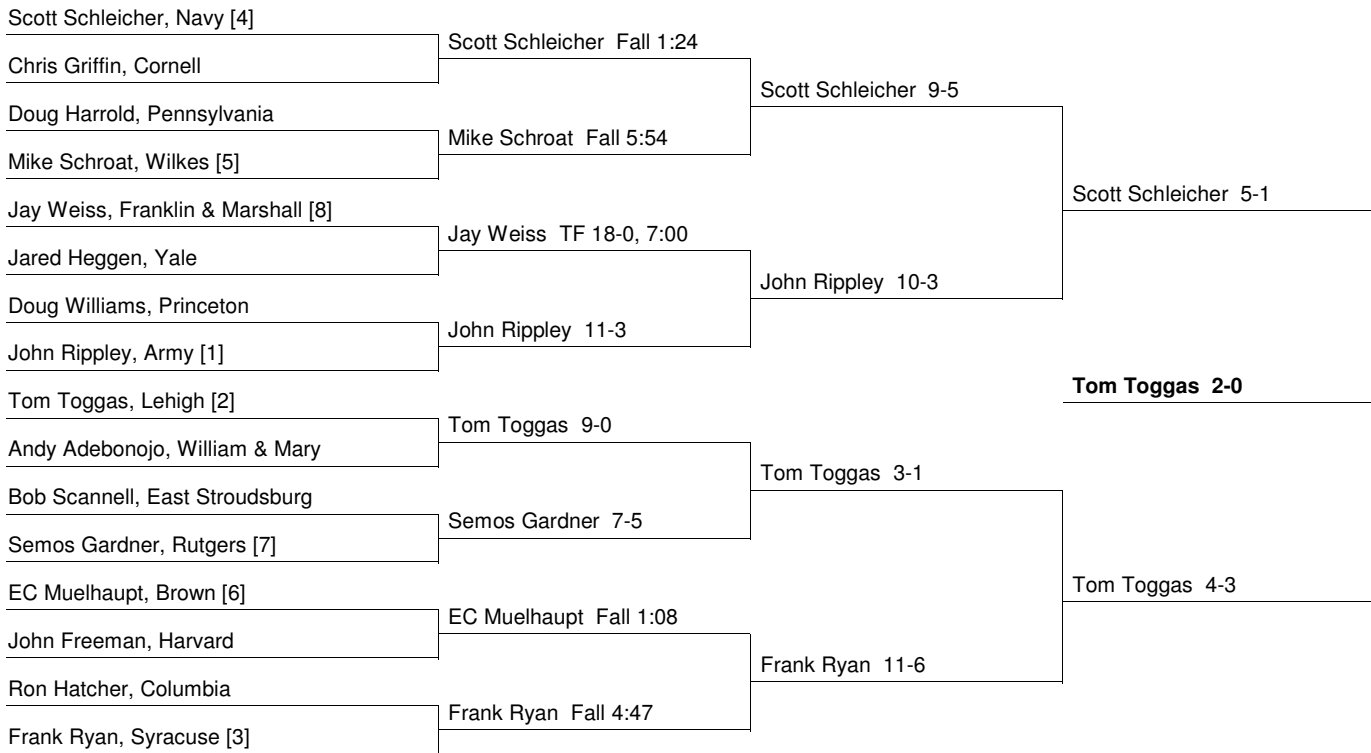 Scott Schleicher, Navy [4]
Scott Schleicher Fall 1:24
Chris Griffin, Cornell
Scott Schleicher 9-5
Doug Harrold, Pennsylvania
Mike Schroat Fall 5:54
Mike Schroat, Wilkes [5]
Scott Schleicher 5-1
Jay Weiss, Franklin & Marshall [8]
Jay Weiss TF 18-0, 7:00
Jared Heggen, Yale
John Rippley 10-3
Doug Williams, Princeton
John Rippley 11-3
John Rippley, Army [1]
Tom Toggas 2-0
Tom Toggas, Lehigh [2]
Tom Toggas 9-0
Andy Adebonojo, William & Mary
Tom Toggas 3-1
Bob Scannell, East Stroudsburg
Semos Gardner 7-5
Semos Gardner, Rutgers [7]
Tom Toggas 4-3
EC Muelhaupt, Brown [6]
EC Muelhaupt Fall 1:08
John Freeman, Harvard
Frank Ryan 11-6
Ron Hatcher, Columbia
Frank Ryan Fall 4:47
Frank Ryan, Syracuse [3]